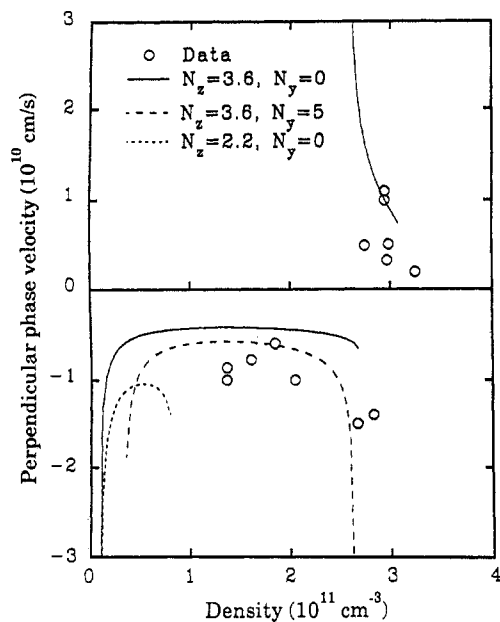 3
Data
N_z=3.6, N_y=0
N_z=3.6, N_y=5
N_z=2.2, N_y=0
2
1
0
-1
-2
-3
0 1 2 3 4
Perpendicular phase velocity (10^10 cm/s)
Density (10^11 cm^-3)